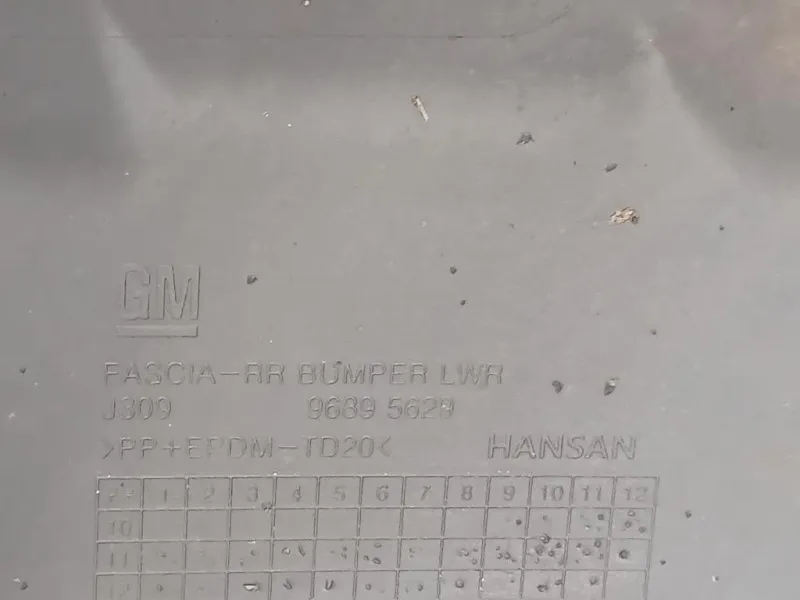 GM
FASCIA-RR BUMPER LWR
J309 9689 5629
>PP+EPDM-TD20< HANSAN
1 2 3 4 5 6 7 8 9 10 11 12
10
11
12